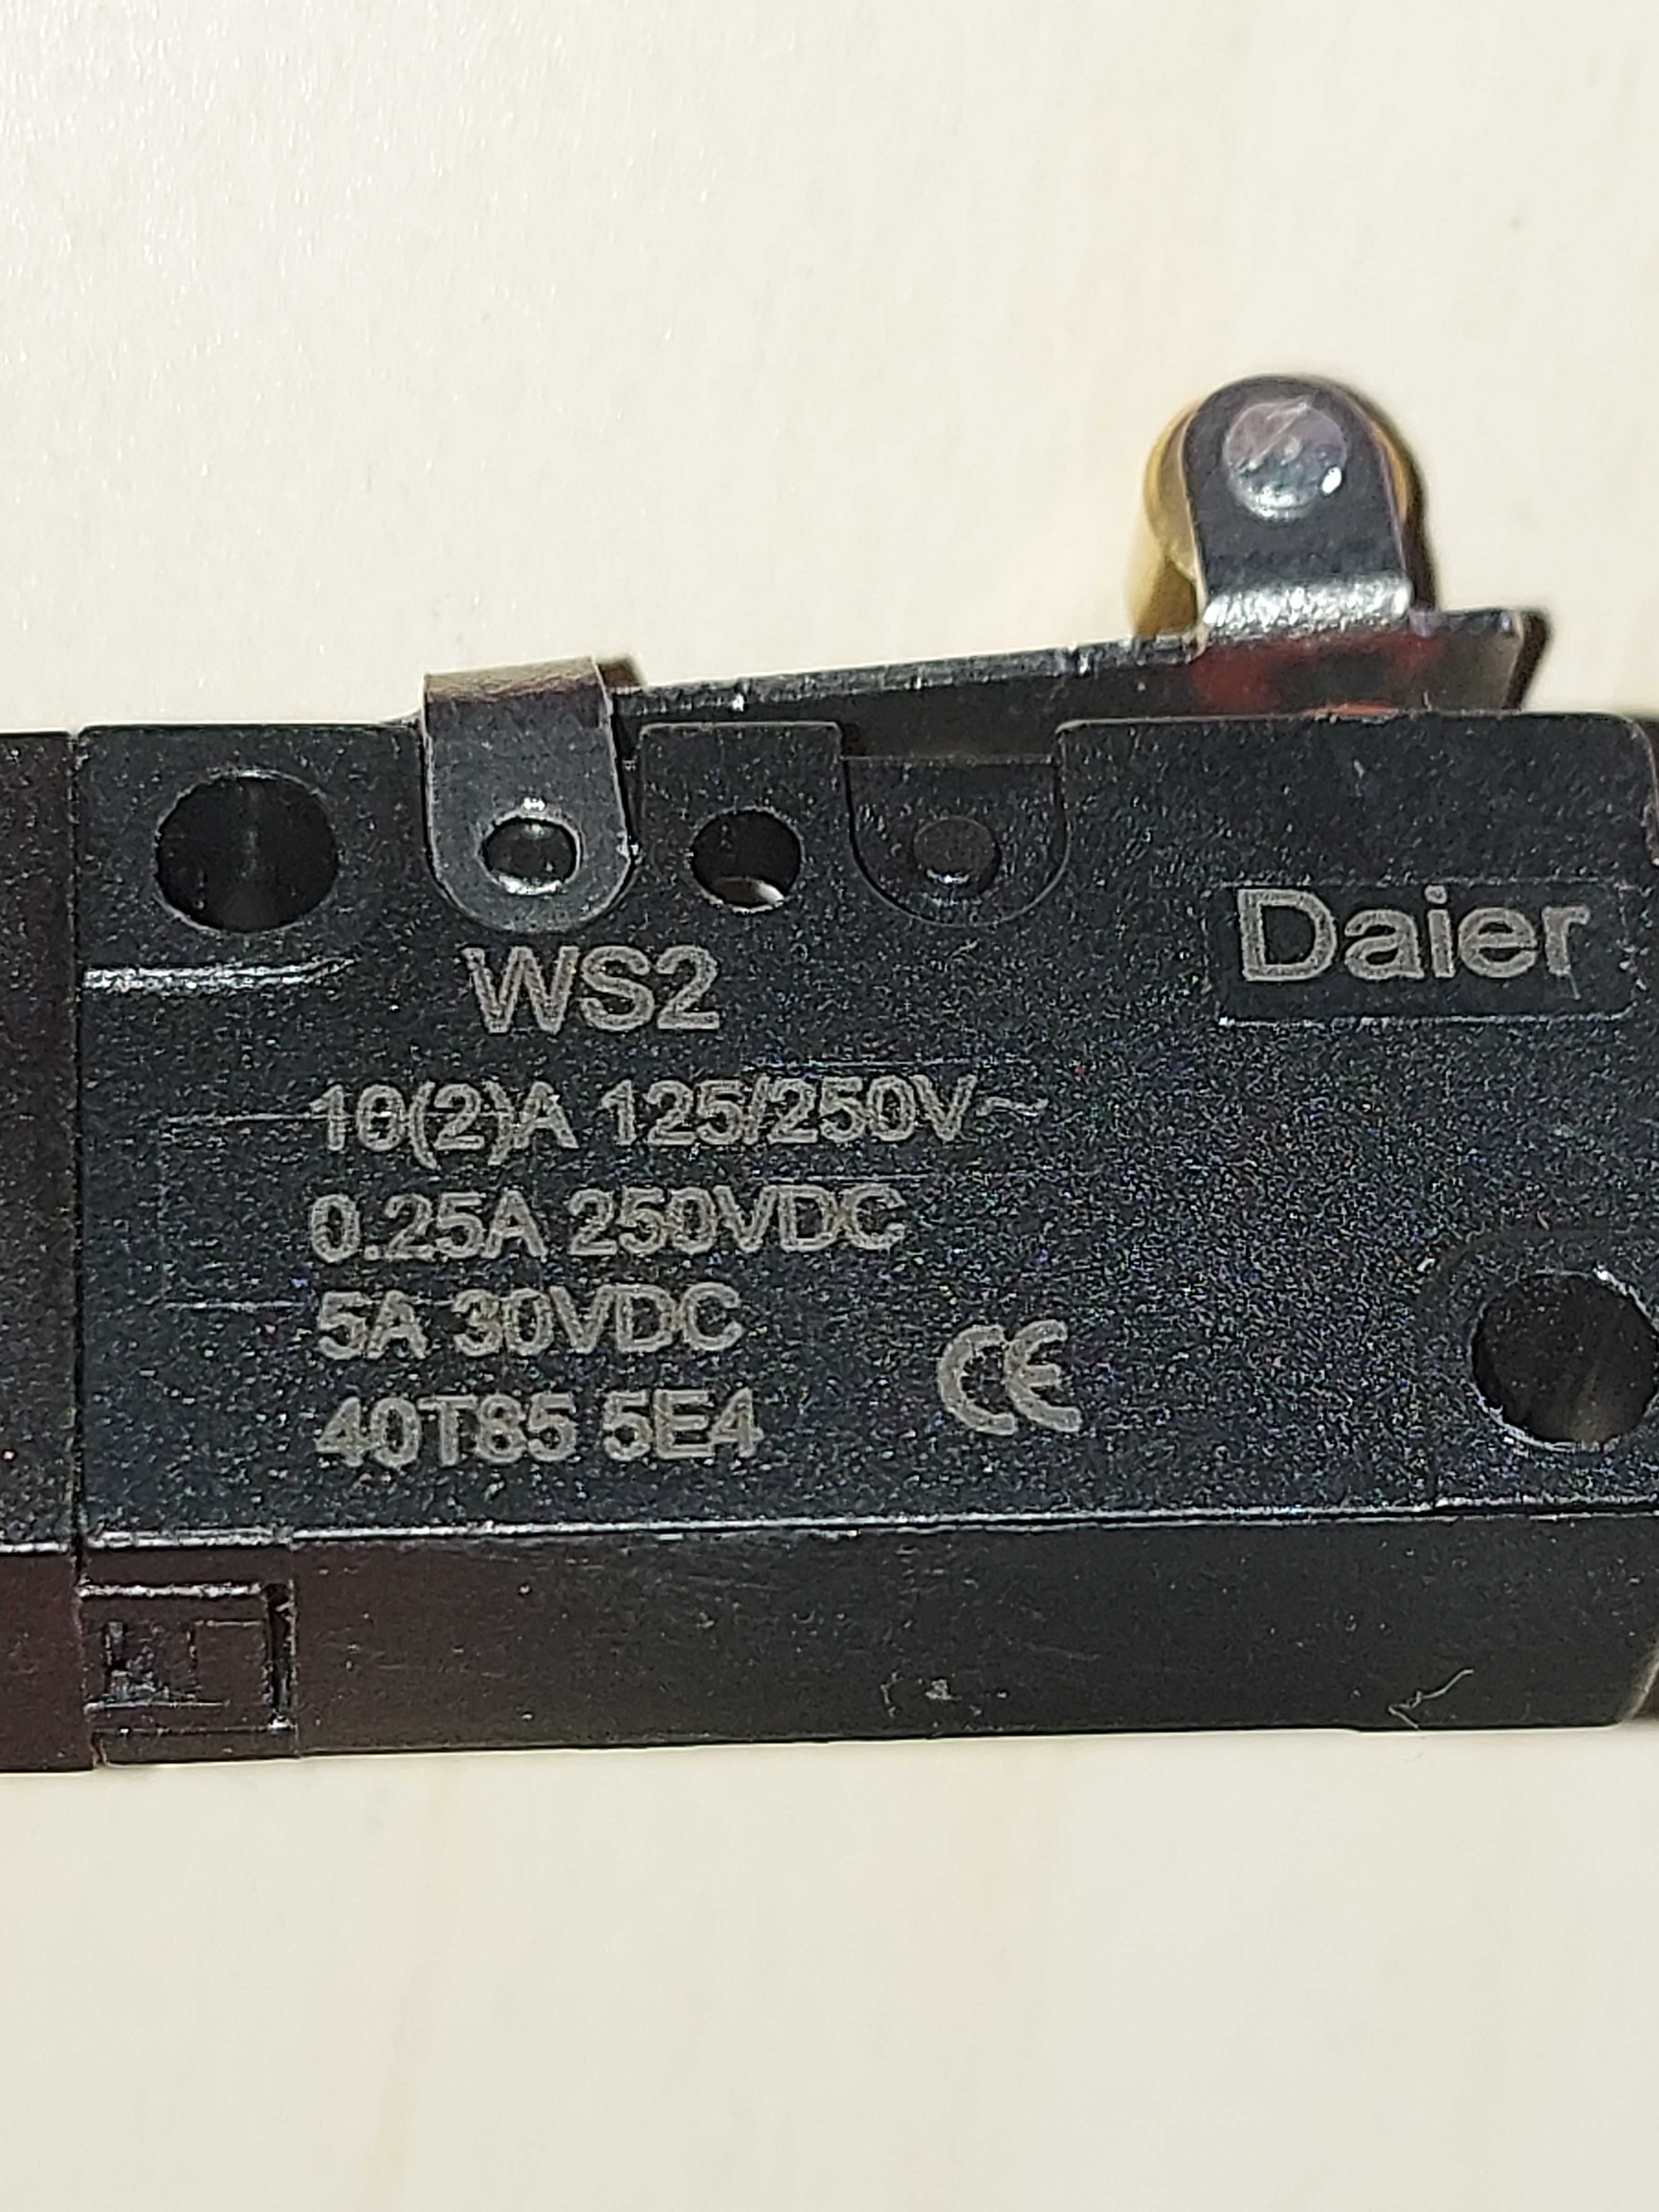 WS2
Daier
10(2)A 125/250V~
0.25A 250VDC
5A 30VDC
40T85 5E4
CE